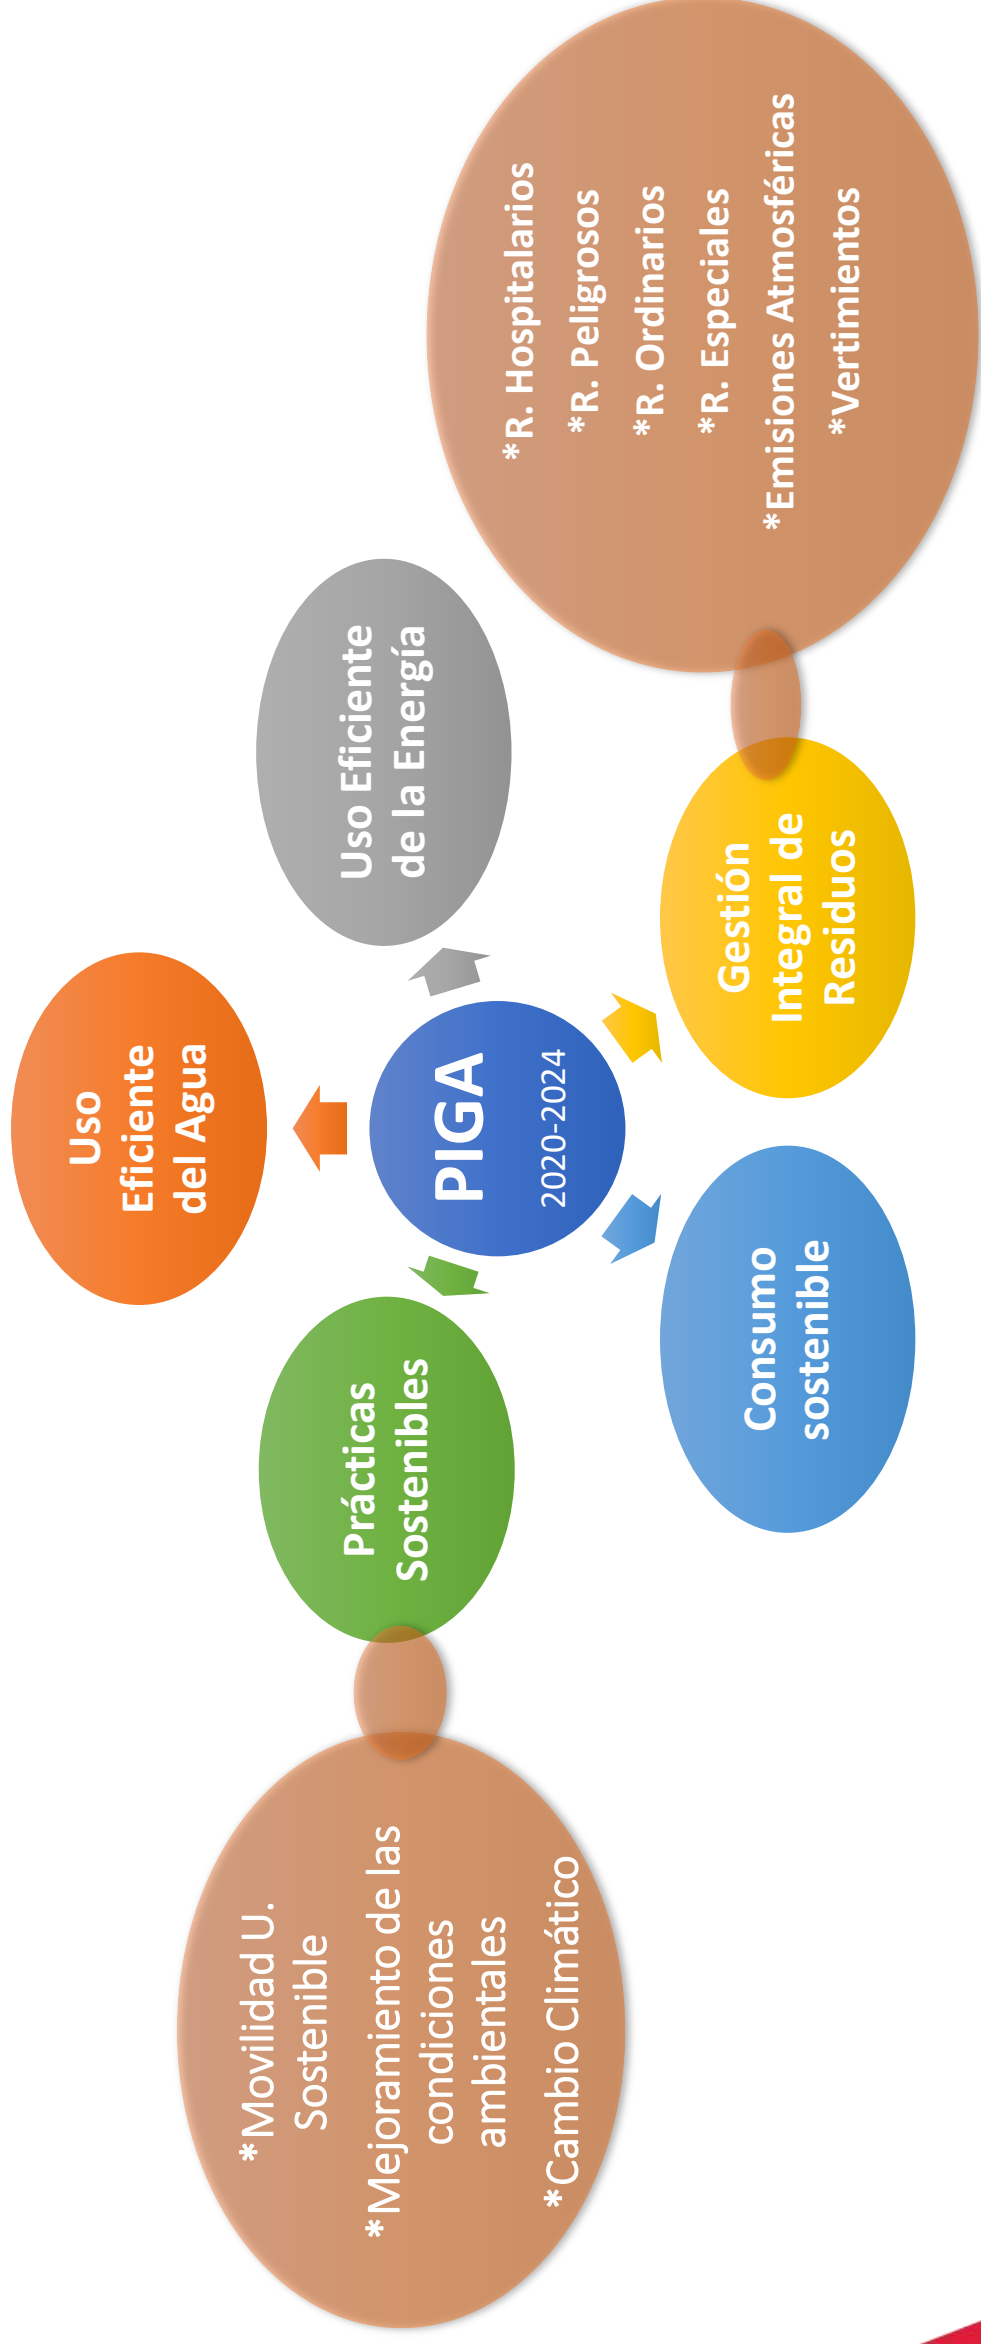 Uso
Eficiente
del Agua
Prácticas
Sostenibles
Uso Eficiente
de la Energía
PIGA
2020-2024
Consumo
sostenible
Gestión
Integral de
Residuos
*Movilidad U.
Sostenible
*Mejoramiento de las
condiciones
ambientales
*Cambio Climático
*R. Hospitalarios
*R. Peligrosos
*R. Ordinarios
*R. Especiales
*Emisiones Atmosféricas
*Vertimientos